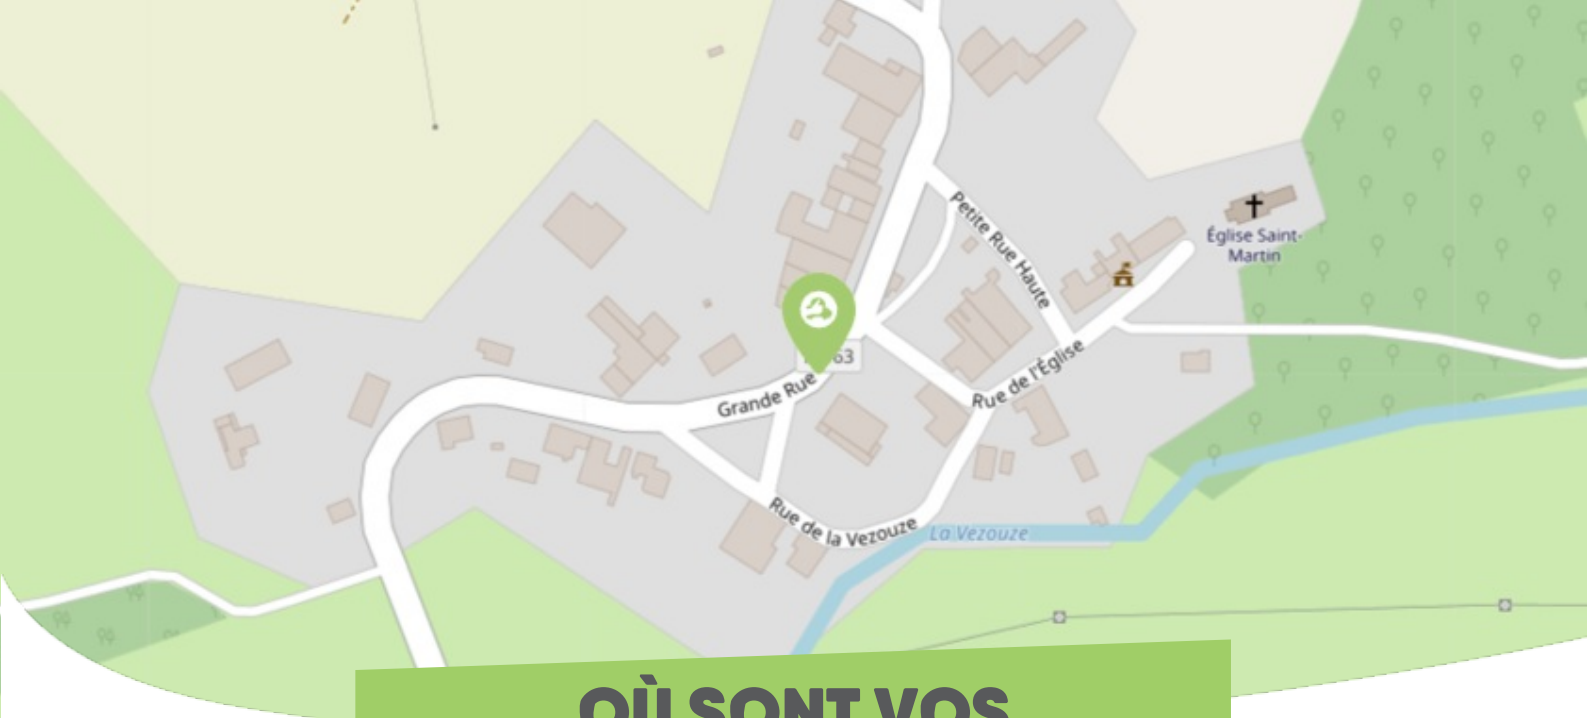 Petite Rue Haute
Église Saint-
Martin
63
Grande Rue
Rue de l'Église
Rue de la Vezouze
La Vezouze
OÙ SONT VOS